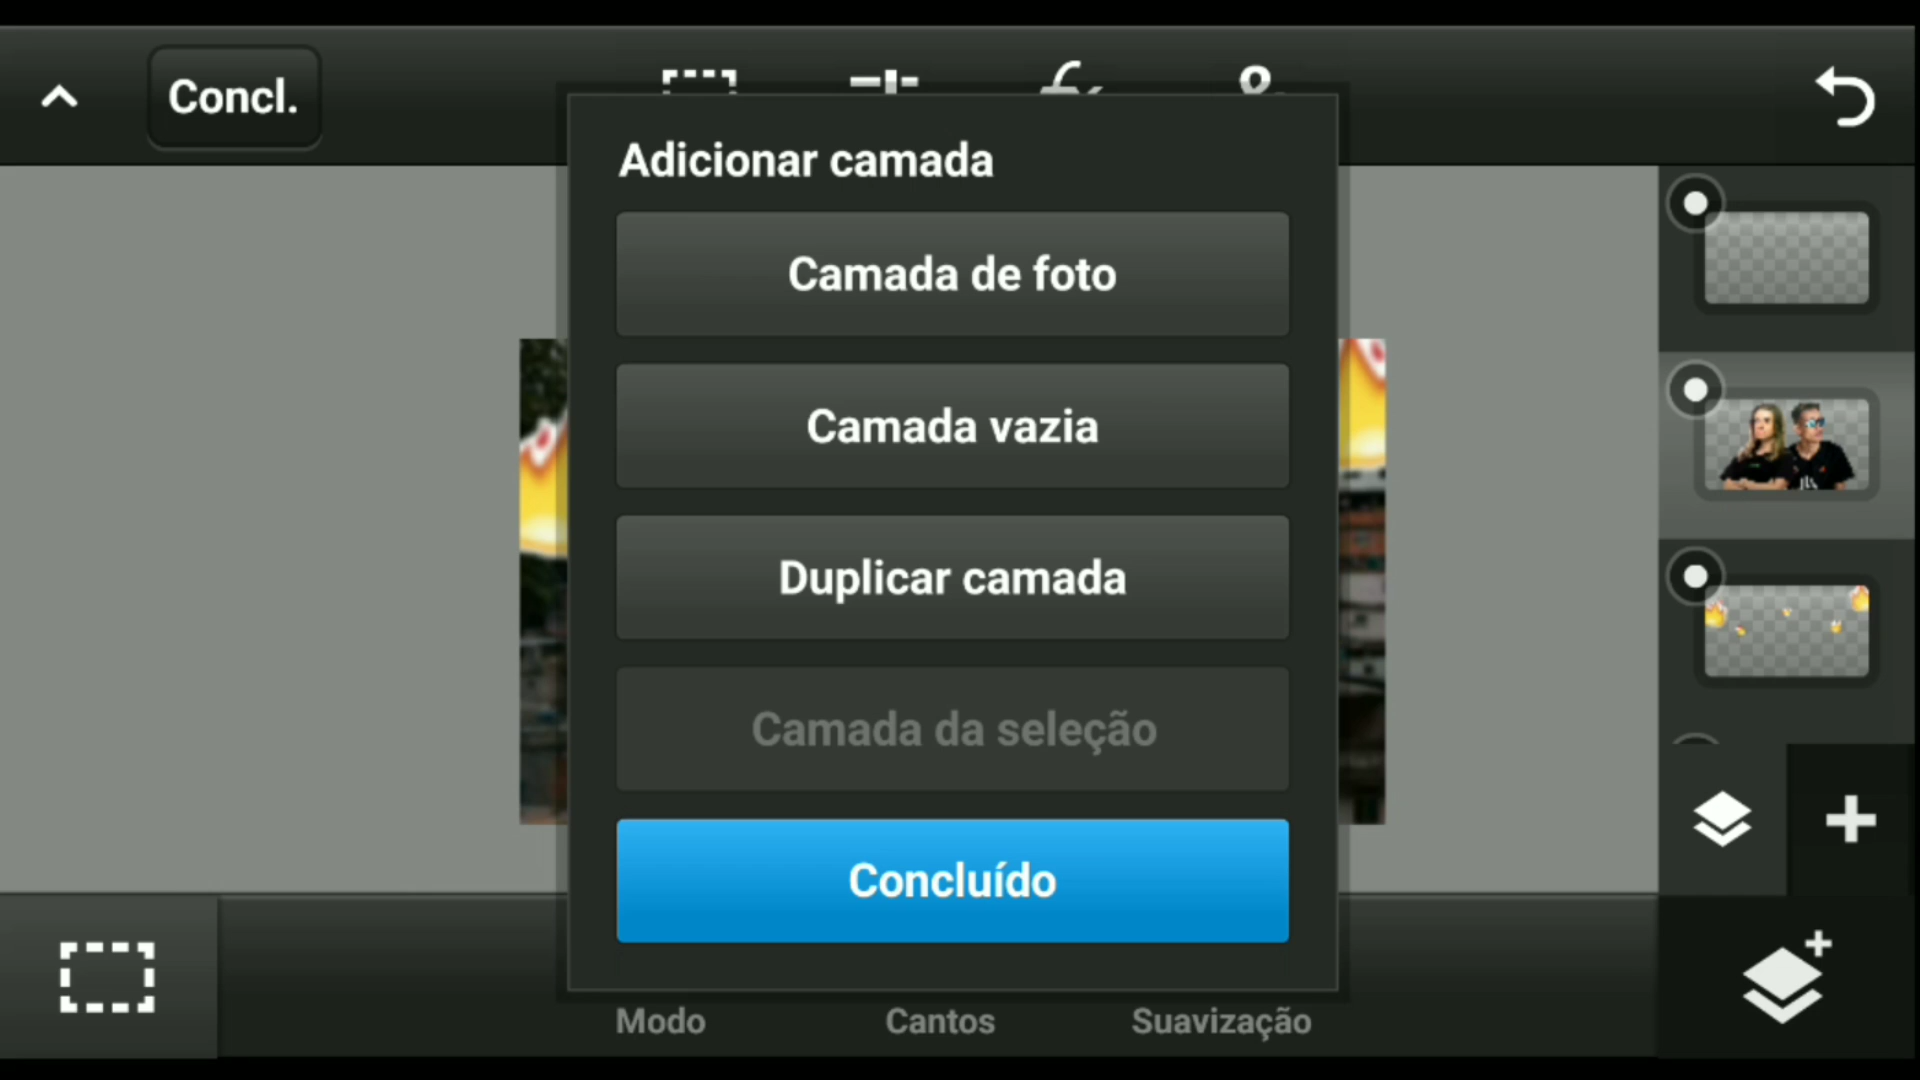 Concl.
Adicionar camada
Camada de foto
Camada vazia
Duplicar camada
Camada da seleção
Concluído
Modo
Cantos
Suavização